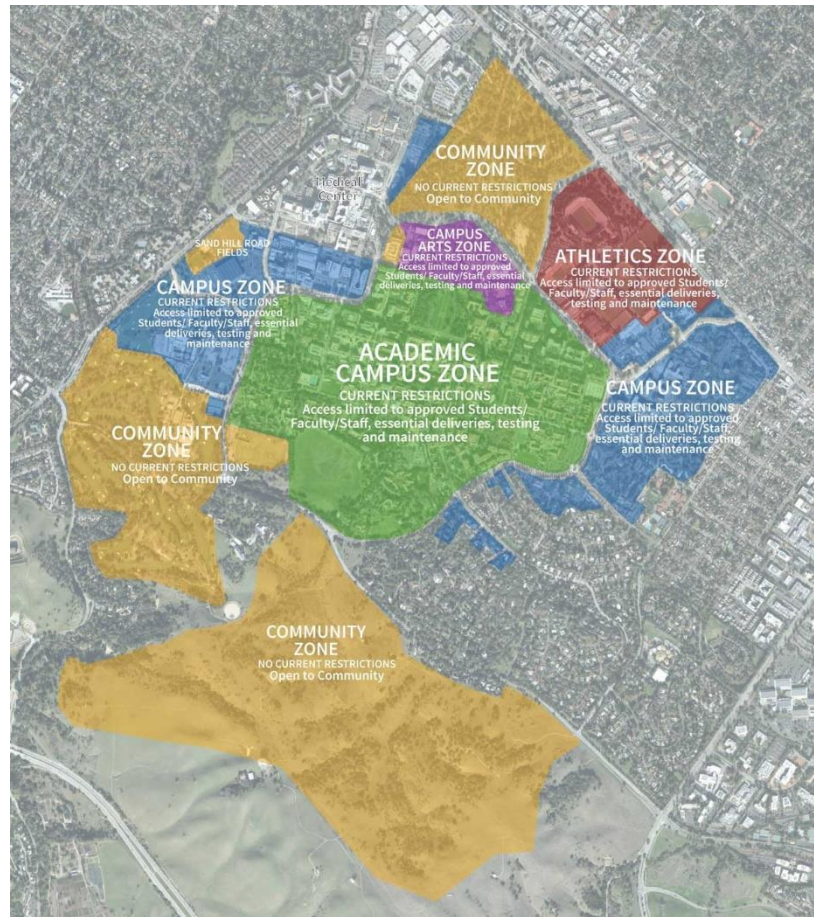 COMMUNITY
ZONE
NO CURRENT RESTRICTIONS
Open to Community
Medical
Center
CAMPUS
ARTS ZONE
CURRENT RESTRICTIONS
Access limited to approved
Students/ Faculty/Staff, essential
deliveries, testing and maintenance
ATHLETICS ZONE
CURRENT RESTRICTIONS
Access limited to approved Students/
Faculty/Staff, essential deliveries,
testing and maintenance
SAND HILL ROAD
FIELDS
CAMPUS ZONE
CURRENT RESTRICTIONS
Access limited to approved
Students/ Faculty/Staff, essential
deliveries, testing and
maintenance
ACADEMIC
CAMPUS ZONE
CURRENT RESTRICTIONS
Access limited to approved Students/
Faculty/Staff, essential deliveries, testing
and maintenance
CAMPUS ZONE
CURRENT RESTRICTIONS
Access limited to approved
Students/ Faculty/Staff,
essential deliveries, testing
and maintenance
COMMUNITY
ZONE
NO CURRENT RESTRICTIONS
Open to Community
COMMUNITY
ZONE
NO CURRENT RESTRICTIONS
Open to Community